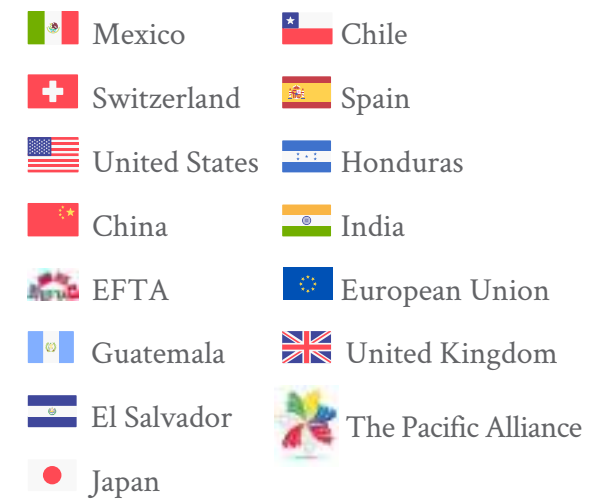 Mexico
Switzerland
United States
China
EFTA
Guatemala
El Salvador
Japan
Chile
Spain
Honduras
India
European Union
United Kingdom
The Pacific Alliance